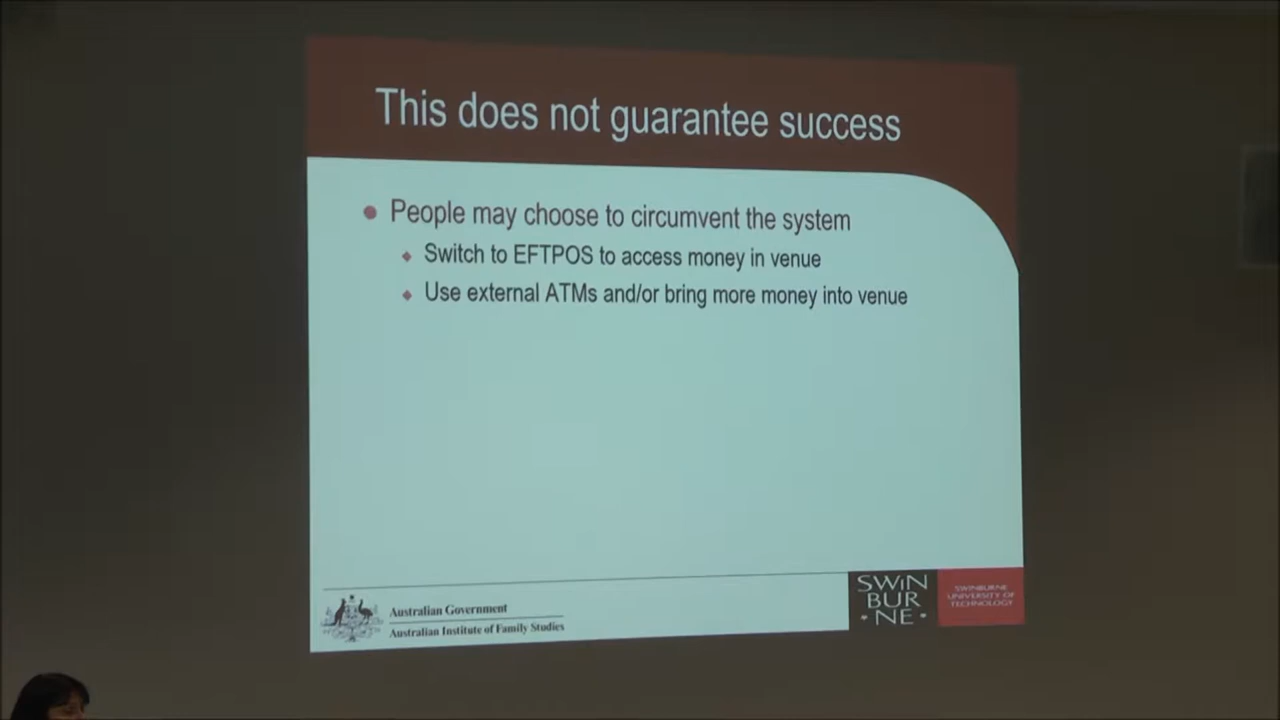 This does not guarantee success
People may choose to circumvent the system
Switch to EFTPOS to access money in venue
Use external ATMs and/or bring more money into venue
Australian Government
Australian Institute of Family Studies
SWiN
BUR
NE
SWINBURNE
UNIVERSITY OF
TECHNOLOGY